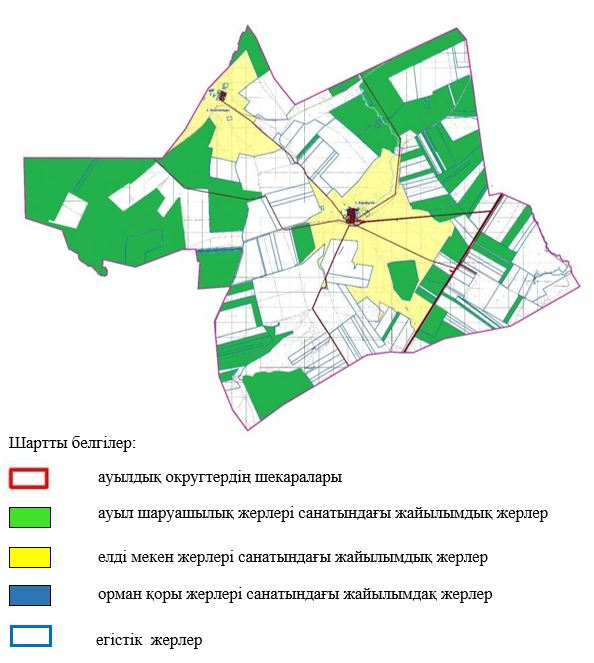 Шартты белгілер:
ауылдық округтердің шекаралары
ауыл шаруашылық жерлері санатындағы жайылымдық жерлер
елді мекен жерлері санатындағы жайылымдық жерлер
орман қоры жерлері санатындағы жайылымдақ жерлер
егістік жерлер